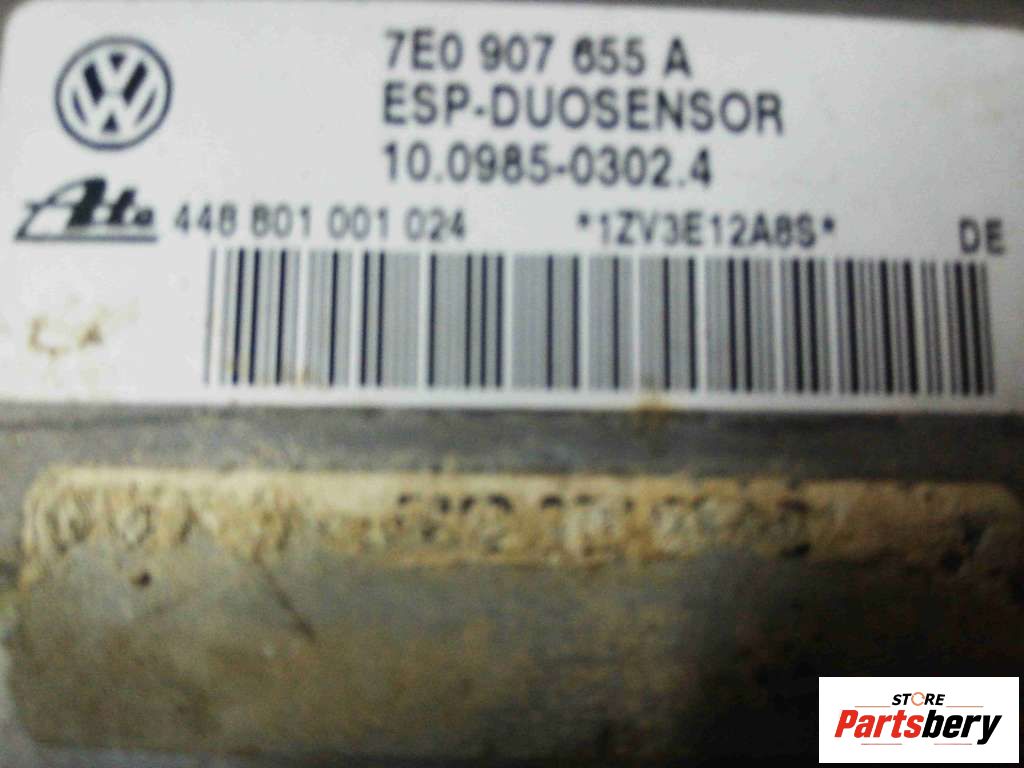 7E0 907 655 A
ESP-DUOSENSOR
10.0985-0302.4
Ate 448 801 001 024 *1ZV3E12A8S* DE
STORE
Partsbery